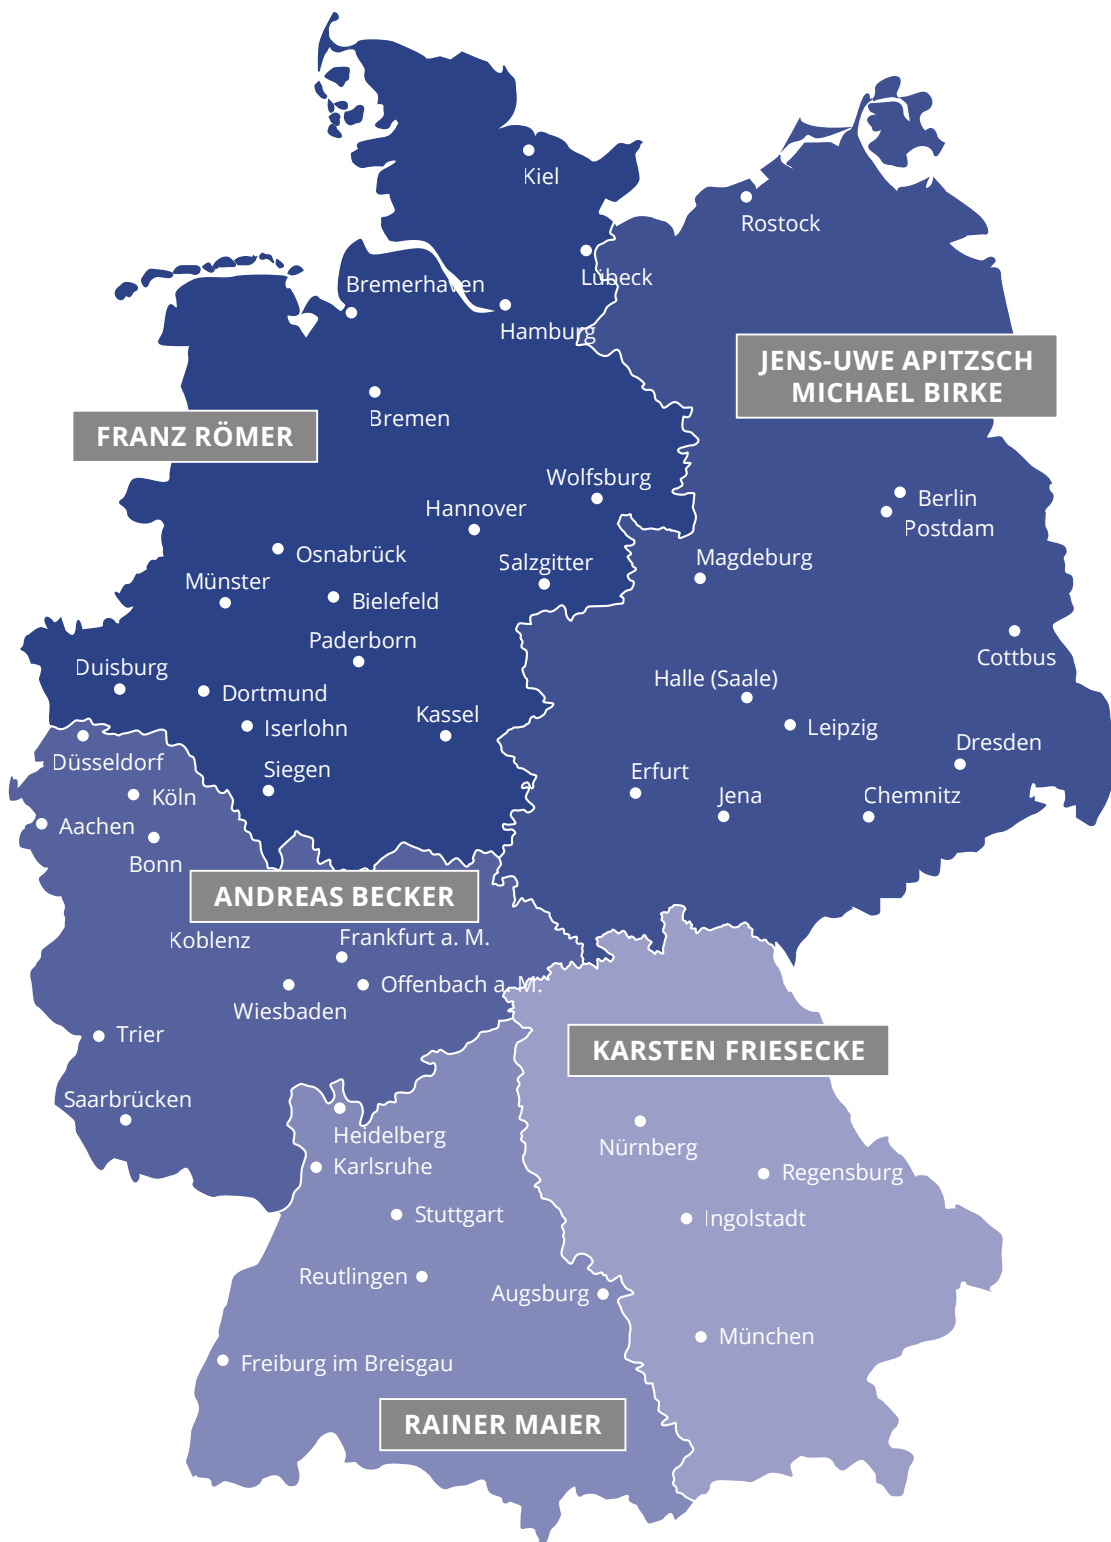 Kiel
Rostock
Lübeck
Bremerhaven
Hamburg
JENS-UWE APITZSCH
MICHAEL BIRKE
Bremen
FRANZ RÖMER
Wolfsburg
Berlin
Hannover
Postdam
Osnabrück
Magdeburg
Salzgitter
Münster
Bielefeld
Paderborn
Cottbus
Duisburg
Halle (Saale)
Dortmund
Kassel
Iserlohn
Leipzig
Dresden
Düsseldorf
Siegen
Erfurt
Köln
Jena
Chemnitz
Aachen
Bonn
ANDREAS BECKER
Koblenz
Frankfurt a. M.
Offenbach a. M.
Wiesbaden
Trier
KARSTEN FRIESECKE
Saarbrücken
Heidelberg
Nürnberg
Karlsruhe
Regensburg
Stuttgart
Ingolstadt
Reutlingen
Augsburg
München
Freiburg im Breisgau
RAINER MAIER